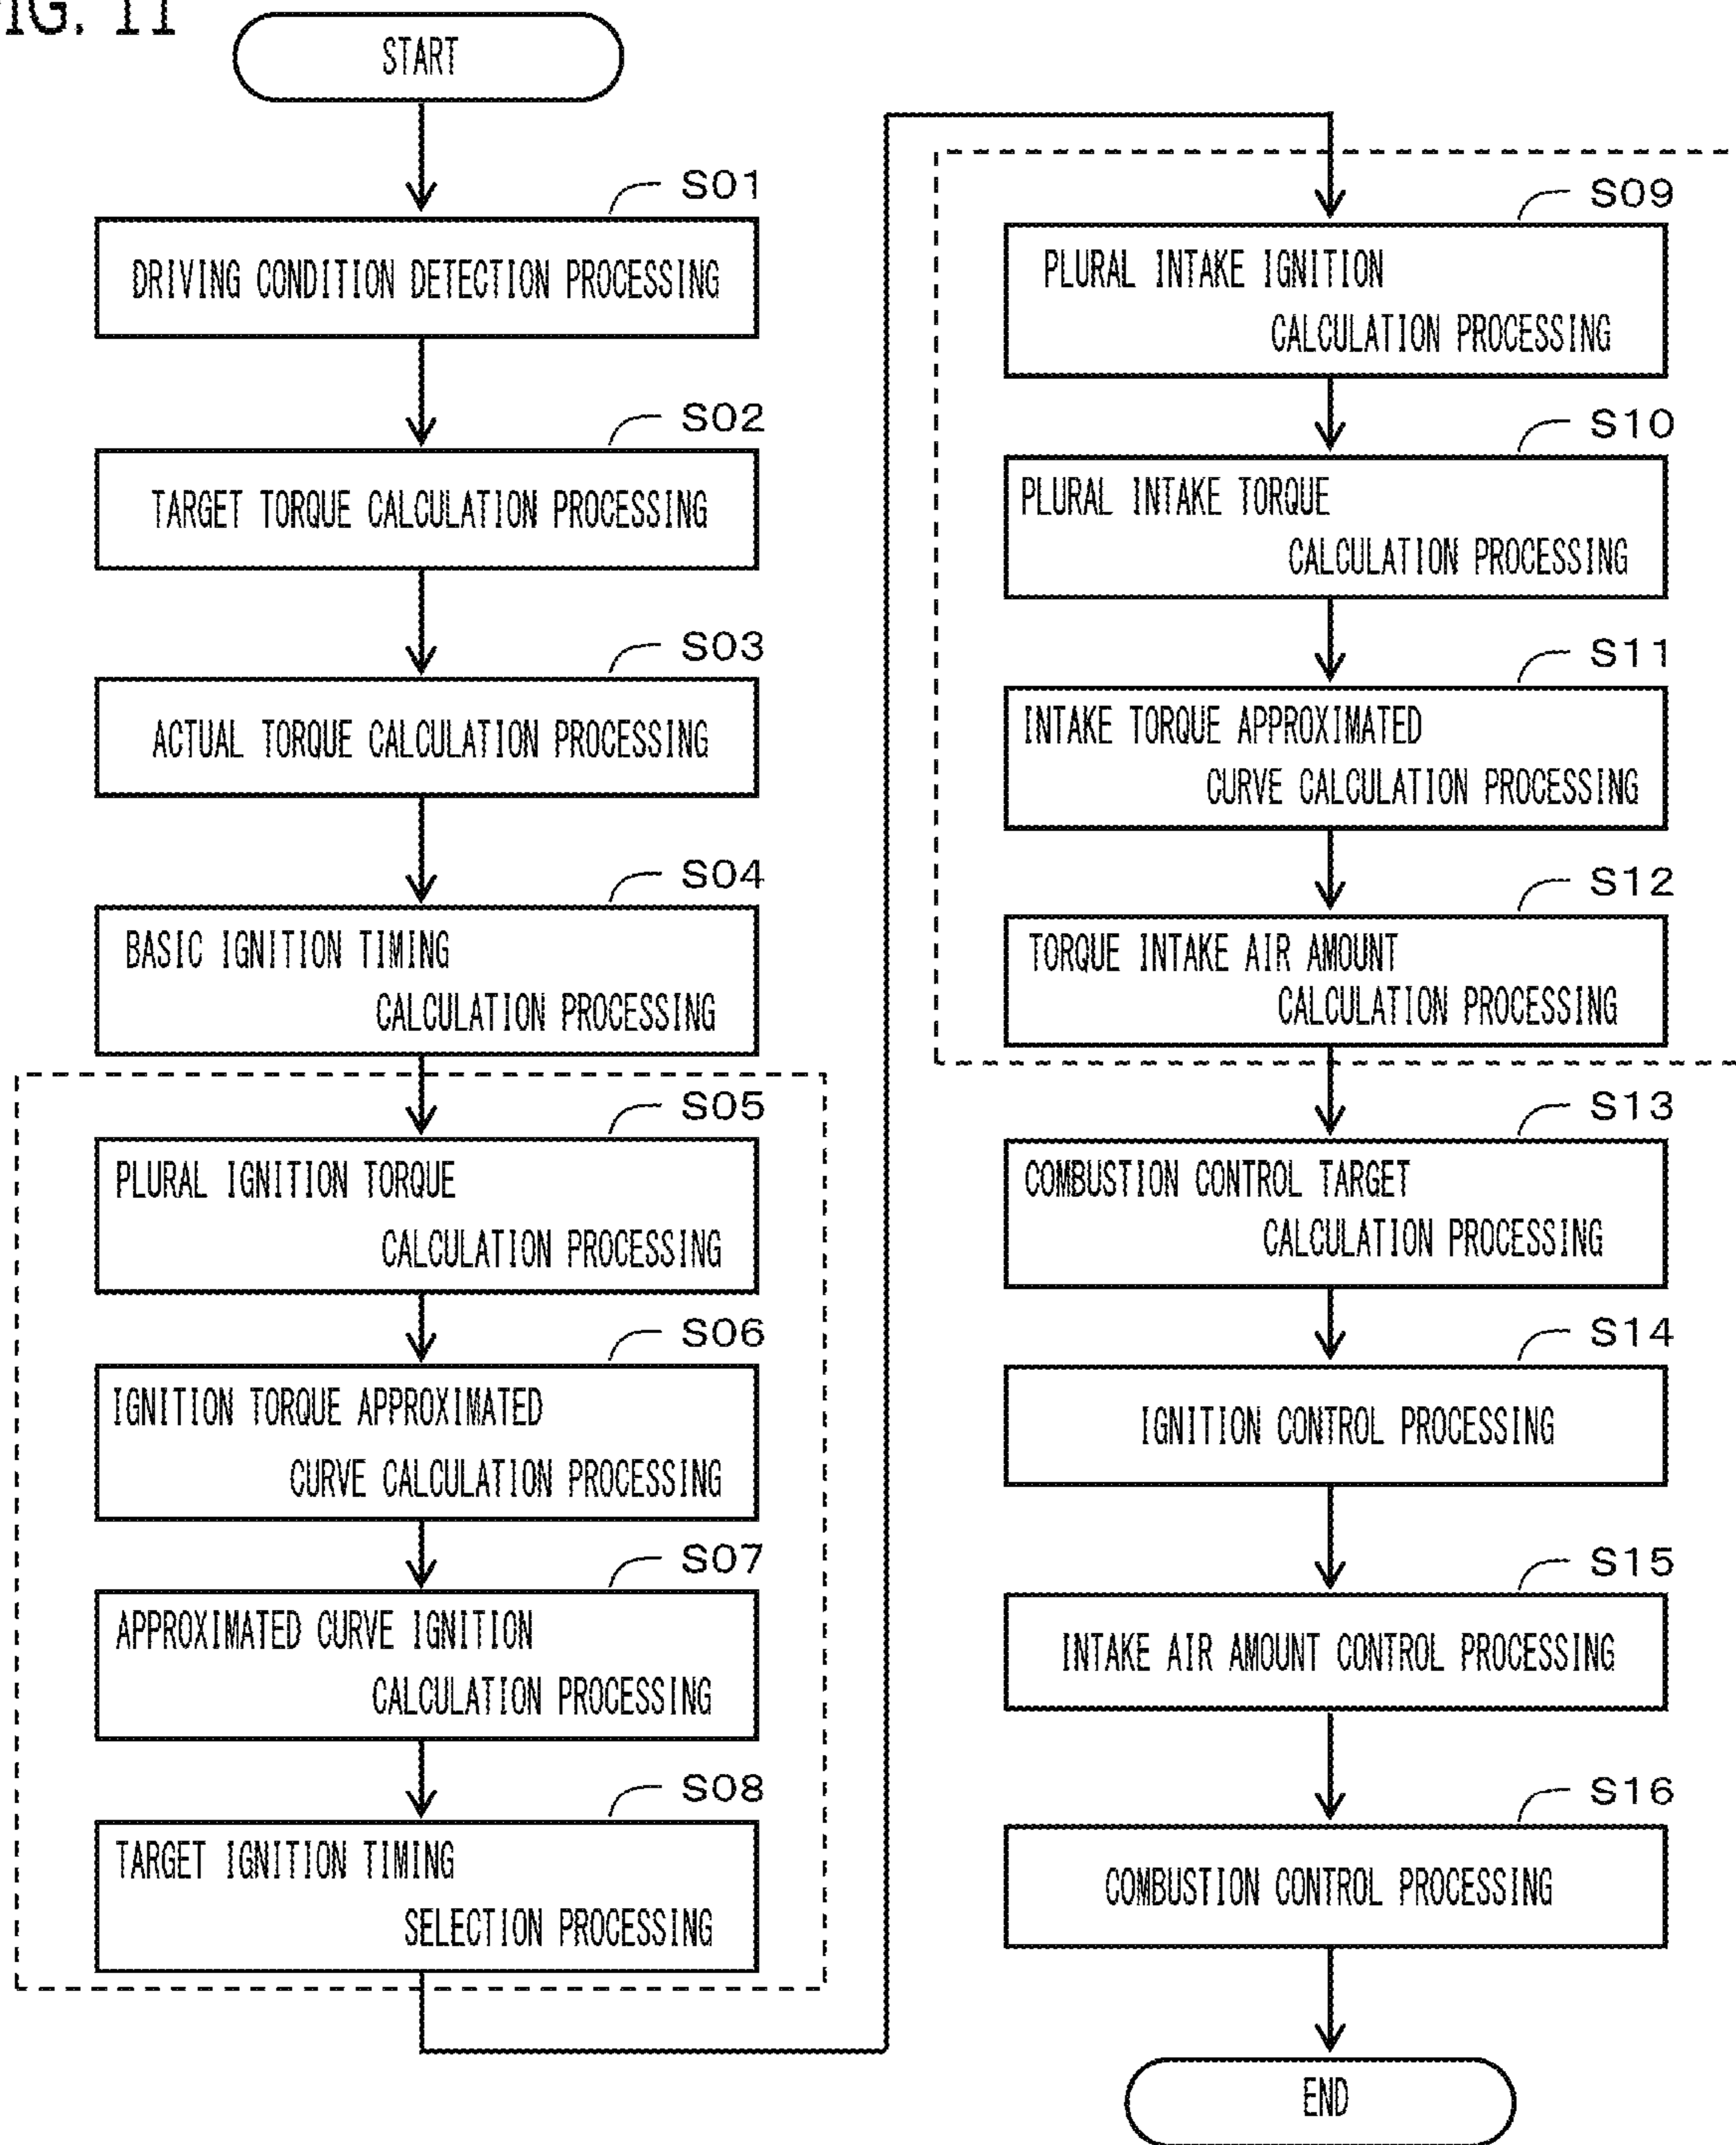 FIG. 11
START
S01
DRIVING CONDITION DETECTION PROCESSING
S02
TARGET TORQUE CALCULATION PROCESSING
S03
ACTUAL TORQUE CALCULATION PROCESSING
S04
BASIC IGNITION TIMING
CALCULATION PROCESSING
S05
PLURAL IGNITION TORQUE
CALCULATION PROCESSING
S06
IGNITION TORQUE APPROXIMATED
CURVE CALCULATION PROCESSING
S07
APPROXIMATED CURVE IGNITION
CALCULATION PROCESSING
S08
TARGET IGNITION TIMING
SELECTION PROCESSING
S09
PLURAL INTAKE IGNITION
CALCULATION PROCESSING
S10
PLURAL INTAKE TORQUE
CALCULATION PROCESSING
S11
INTAKE TORQUE APPROXIMATED
CURVE CALCULATION PROCESSING
S12
TORQUE INTAKE AIR AMOUNT
CALCULATION PROCESSING
S13
COMBUSTION CONTROL TARGET
CALCULATION PROCESSING
S14
IGNITION CONTROL PROCESSING
S15
INTAKE AIR AMOUNT CONTROL PROCESSING
S16
COMBUSTION CONTROL PROCESSING
END